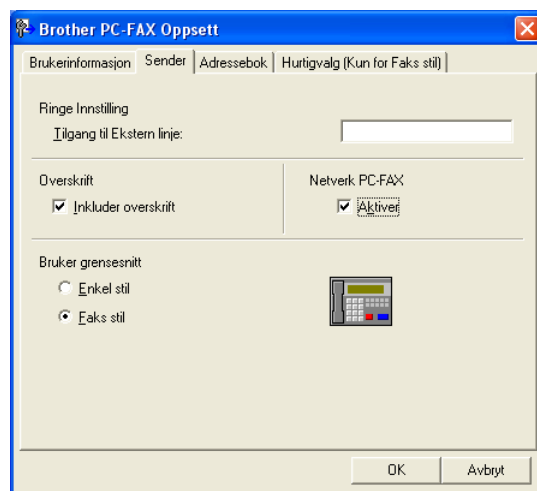 Brother PC-FAX Oppsett
Brukerinformasjon Sender Adressebok Hurtigvalg (Kun for Faks stil)
Ringe Innstilling
Tilgang til Ekstern linje:
Overskrift Netverk PC-FAX
Inkluder overskrift Aktiver
Bruker grensesnitt
Enkel stil
Faks stil
OK Avbryt